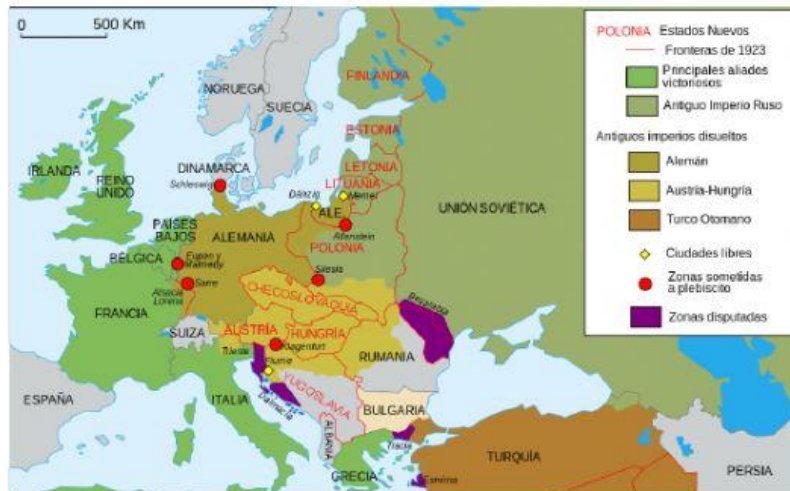 0 500 Km
POLONIA Estados Nuevos
Fronteras de 1923
Principales aliados
victoriosos
Antiguo Imperio Ruso
Antiguos imperios disueltos
Alemán
Austria-Hungría
Turco Otomano
Ciudades libres
Zonas sometidas
a plebiscito
Zonas disputadas
NORUEGA
FINLANDIA
SUECIA
ESTONIA
IRLANDA
REINO
UNIDO
DINAMARCA
Schleswig
LETONIA
LITUANIA
Memel
Dánzig
ALE.
Allenstein
UNIÓN SOVIÉTICA
PAÍSES
BAJOS
ALEMANIA
POLONIA
BÉLGICA
Eupen y
Malmedy
Silesia
Sarre
Alsacia
Lorena
CHECOSLOVAQUIA
Besarabia
FRANCIA
SUIZA
AUSTRIA
HUNGRÍA
Klagenfurt
Trieste
Fiume
RUMANIA
YUGOSLAVIA
Dalmacia
ESPAÑA
ITALIA
BULGARIA
ALBANIA
Tracia
TURQUÍA
GRECIA
Esmirna
PERSIA